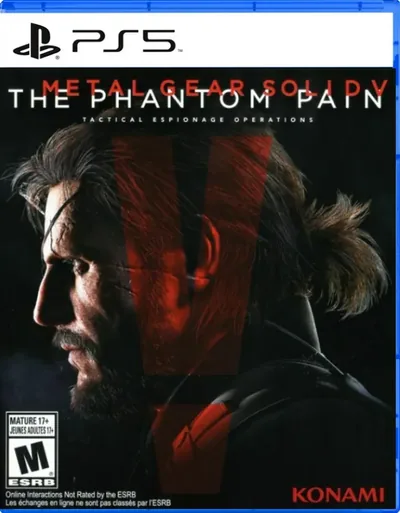 PS5
METAL GEAR SOLID V
THE PHANTOM PAIN
TACTICAL ESPIONAGE OPERATIONS
MATURE 17+
JEUNES ADULTES 17+
M
ESRB
Online Interactions Not Rated by the ESRB
Les échanges en ligne ne sont pas classés par l'ESRB
KONAMI